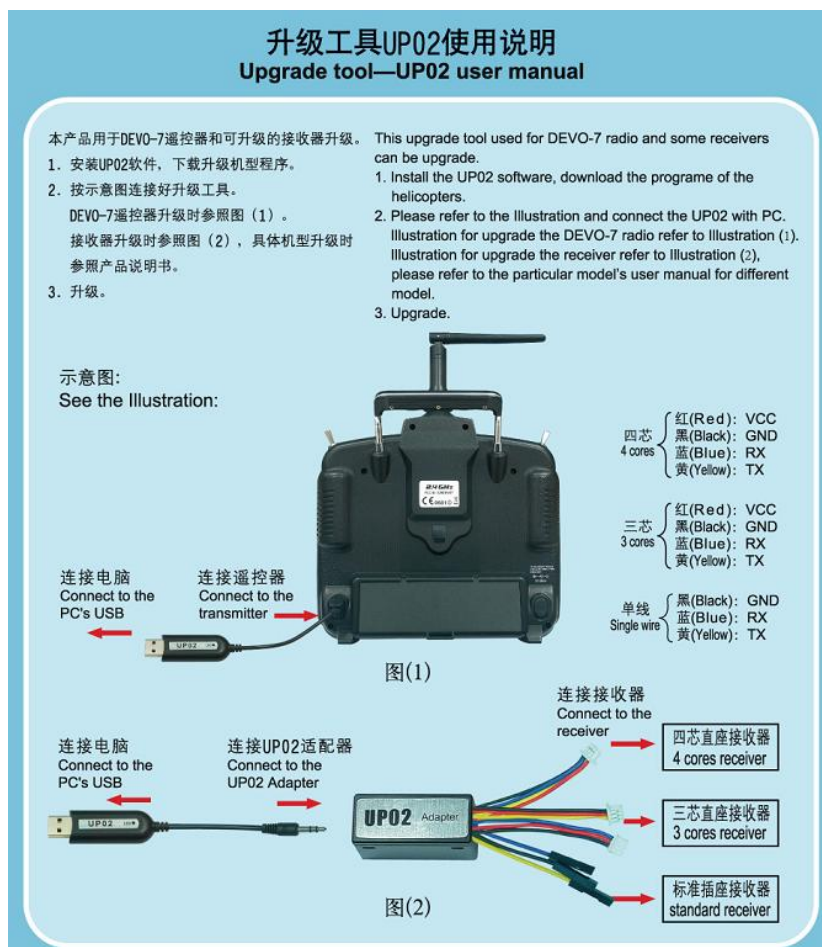 升级工具UP02使用说明
Upgrade tool—UP02 user manual
本产品用于DEVO-7遥控器和可升级的接收器升级。
1. 安装UP02软件，下载升级机型程序。
2. 按示意图连接好升级工具。
DEVO-7遥控器升级时参照图（1）。
接收器升级时参照图（2），具体机型升级时
参照产品说明书。
3. 升级。
This upgrade tool used for DEVO-7 radio and some receivers
can be upgrade.
1. Install the UP02 software, download the programe of the
helicopters.
2. Please refer to the Illustration and connect the UP02 with PC.
Illustration for upgrade the DEVO-7 radio refer to Illustration (1).
Illustration for upgrade the receiver refer to Illustration (2),
please refer to the particular model's user manual for different
model.
3. Upgrade.
示意图:
See the Illustration:
2.4GHz
四芯
4 cores
红(Red): VCC
黑(Black): GND
蓝(Blue): RX
黄(Yellow): TX
三芯
3 cores
红(Red): VCC
黑(Black): GND
蓝(Blue): RX
黄(Yellow): TX
单线
Single wire
黑(Black): GND
蓝(Blue): RX
黄(Yellow): TX
连接电脑
Connect to the
PC's USB
连接遥控器
Connect to the
transmitter
UP02
图(1)
连接电脑
Connect to the
PC's USB
连接UP02适配器
Connect to the
UP02 Adapter
连接接收器
Connect to the
receiver
UP02
UP02 Adapter
四芯直座接收器
4 cores receiver
三芯直座接收器
3 cores receiver
标准插座接收器
standard receiver
图(2)